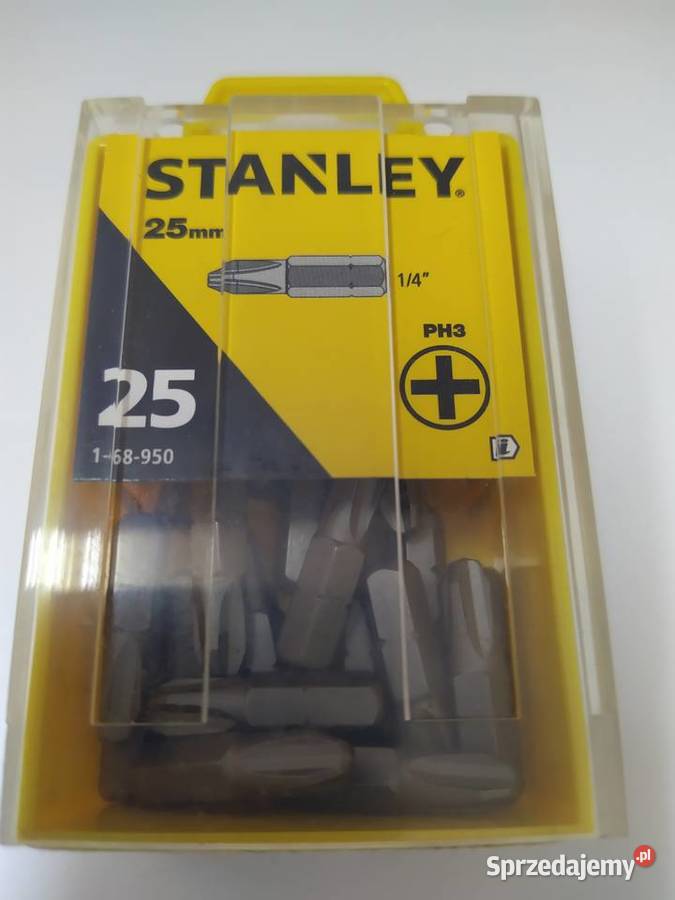 STANLEY®
25mm
1/4"
PH3
25
1-68-950
Sprzedajemy.pl